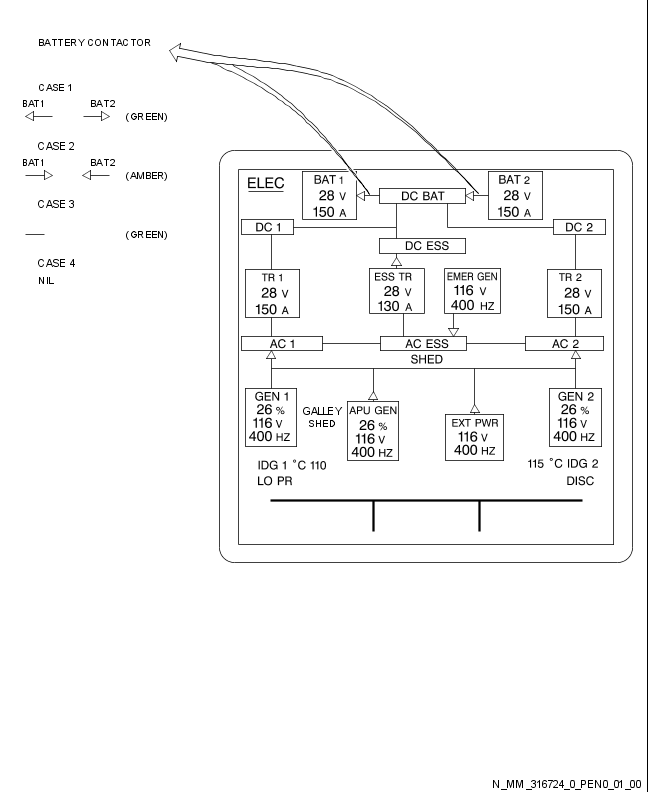 BATTERY CONTACTOR
CASE 1
BAT1 BAT2
(GREEN)
CASE 2
BAT1 BAT2
(AMBER)
CASE 3
(GREEN)
CASE 4
NIL
ELEC
BAT 1
28 V
150 A
DC BAT
BAT 2
28 V
150 A
DC 1
DC 2
DC ESS
TR 1
28 V
150 A
ESS TR
28 V
130 A
EMER GEN
116 V
400 HZ
TR 2
28 V
150 A
AC 1
AC ESS
AC 2
SHED
GEN 1
26 %
116 V
400 HZ
GALLEY
SHED
APU GEN
26 %
116 V
400 HZ
EXT PWR
116 V
400 HZ
GEN 2
26 %
116 V
400 HZ
IDG 1 °C 110
LO PR
115 °C IDG 2
DISC
N_MM_316724_0_PEN0_01_00